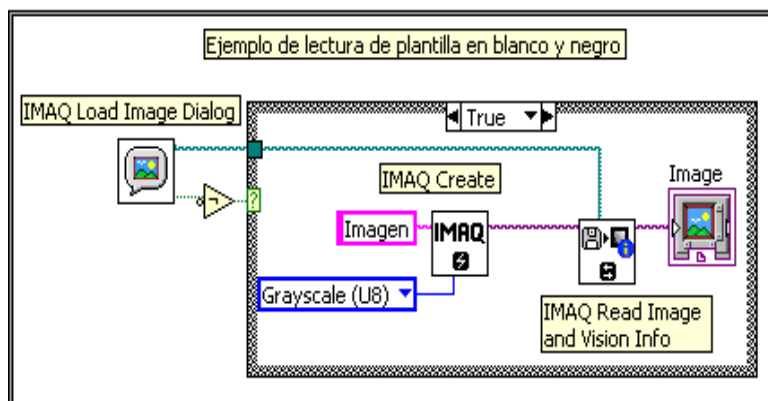 Ejemplo de lectura de plantilla en blanco y negro
IMAQ Load Image Dialog
True
?
IMAQ Create
Image
Imagen
IMAQ
Grayscale (U8)
IMAQ Read Image
and Vision Info